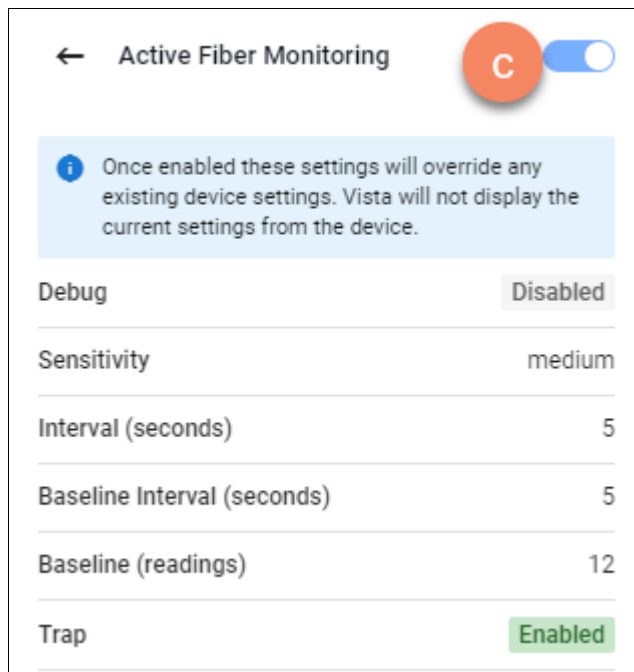 ← Active Fiber Monitoring C
Once enabled these settings will override any
existing device settings. Vista will not display the
current settings from the device.
Debug Disabled
Sensitivity medium
Interval (seconds) 5
Baseline Interval (seconds) 5
Baseline (readings) 12
Trap Enabled